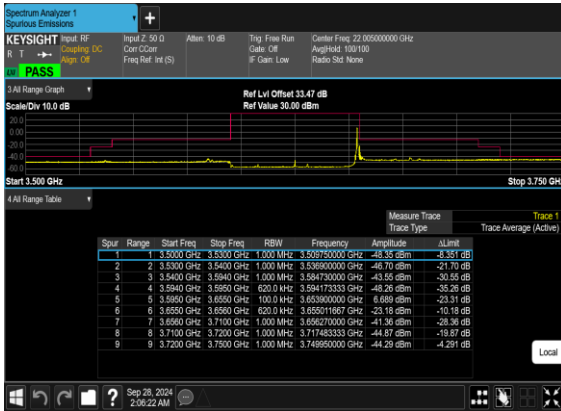 Spectrum Analyzer 1
Spurious Emissions
KEYSIGHT Input: RF Input Z: 50 Ω Atten: 10 dB Trig: Free Run Center Freq: 22.005000000 GHz
R T Coupling: DC Corr CCorr Gate: Off Avg|Hold: 100/100
Align: Off Freq Ref: Int (S) IF Gain: Low Radio Std: None
PASS
3 All Range Graph
Ref Lvl Offset 33.47 dB
Scale/Div 10.0 dB Ref Value 30.00 dBm
20.0
0.00
-20.0
-40.0
-60.0
Start 3.500 GHz Stop 3.750 GH
4 All Range Table
Measure Trace Trace 1
Trace Type Trace Average (Active)
Spur Range Start Freq Stop Freq RBW Frequency Amplitude ΔLimit
1 1 3.5000 GHz 3.5300 GHz 1.000 MHz 3.509750000 GHz -48.35 dBm -8.351 dB
2 2 3.5300 GHz 3.5400 GHz 1.000 MHz 3.536900000 GHz -46.70 dBm -21.70 dB
3 3 3.5400 GHz 3.5940 GHz 1.000 MHz 3.584730000 GHz -43.55 dBm -30.55 dB
4 4 3.5940 GHz 3.5950 GHz 620.0 kHz 3.594173333 GHz -48.26 dBm -35.26 dB
5 5 3.5950 GHz 3.6550 GHz 100.0 kHz 3.653900000 GHz 6.689 dBm -23.31 dB
6 6 3.6550 GHz 3.6560 GHz 620.0 kHz 3.655011667 GHz -23.18 dBm -10.18 dB
7 7 3.6560 GHz 3.7100 GHz 1.000 MHz 3.656270000 GHz -41.36 dBm -28.36 dB
8 8 3.7100 GHz 3.7200 GHz 1.000 MHz 3.717483333 GHz -44.87 dBm -19.87 dB
9 9 3.7200 GHz 3.7500 GHz 1.000 MHz 3.749950000 GHz -44.29 dBm -4.291 dB
Local
Sep 28, 2024
2:06:22 AM